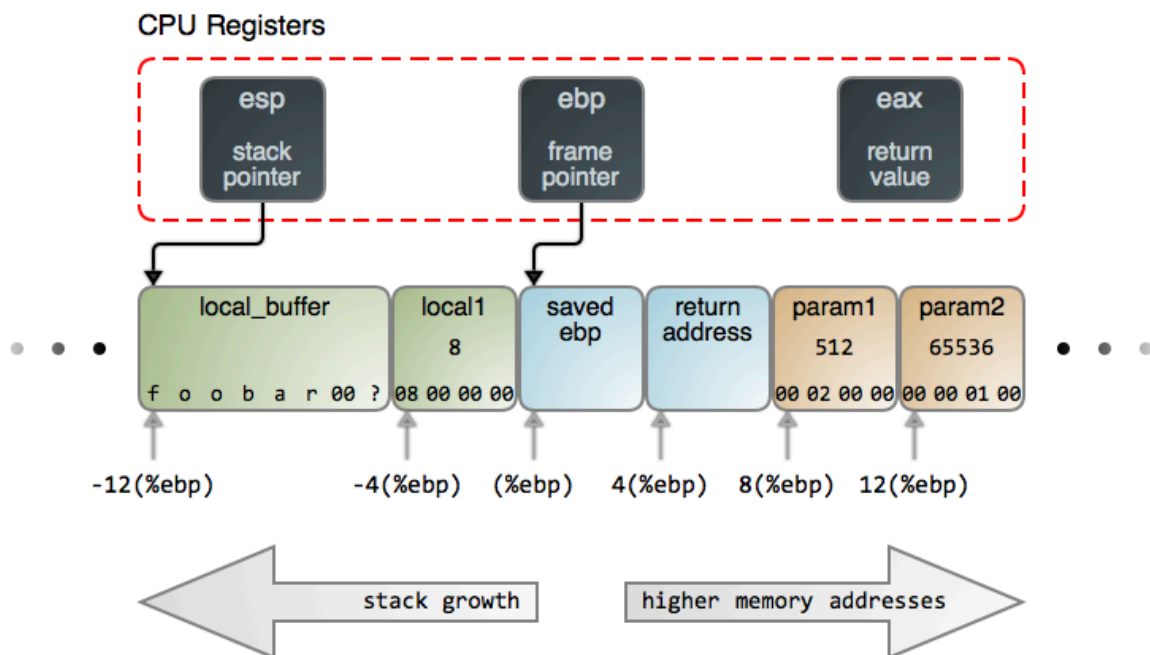 CPU Registers
esp
stack
pointer
ebp
frame
pointer
eax
return
value
local_buffer
f o o b a r 00 ?
local1
8
08 00 00 00
saved
ebp
return
address
param1
512
00 02 00 00
param2
65536
00 00 01 00
-12(%ebp)
-4(%ebp)
(%ebp)
4(%ebp)
8(%ebp)
12(%ebp)
stack growth
higher memory addresses